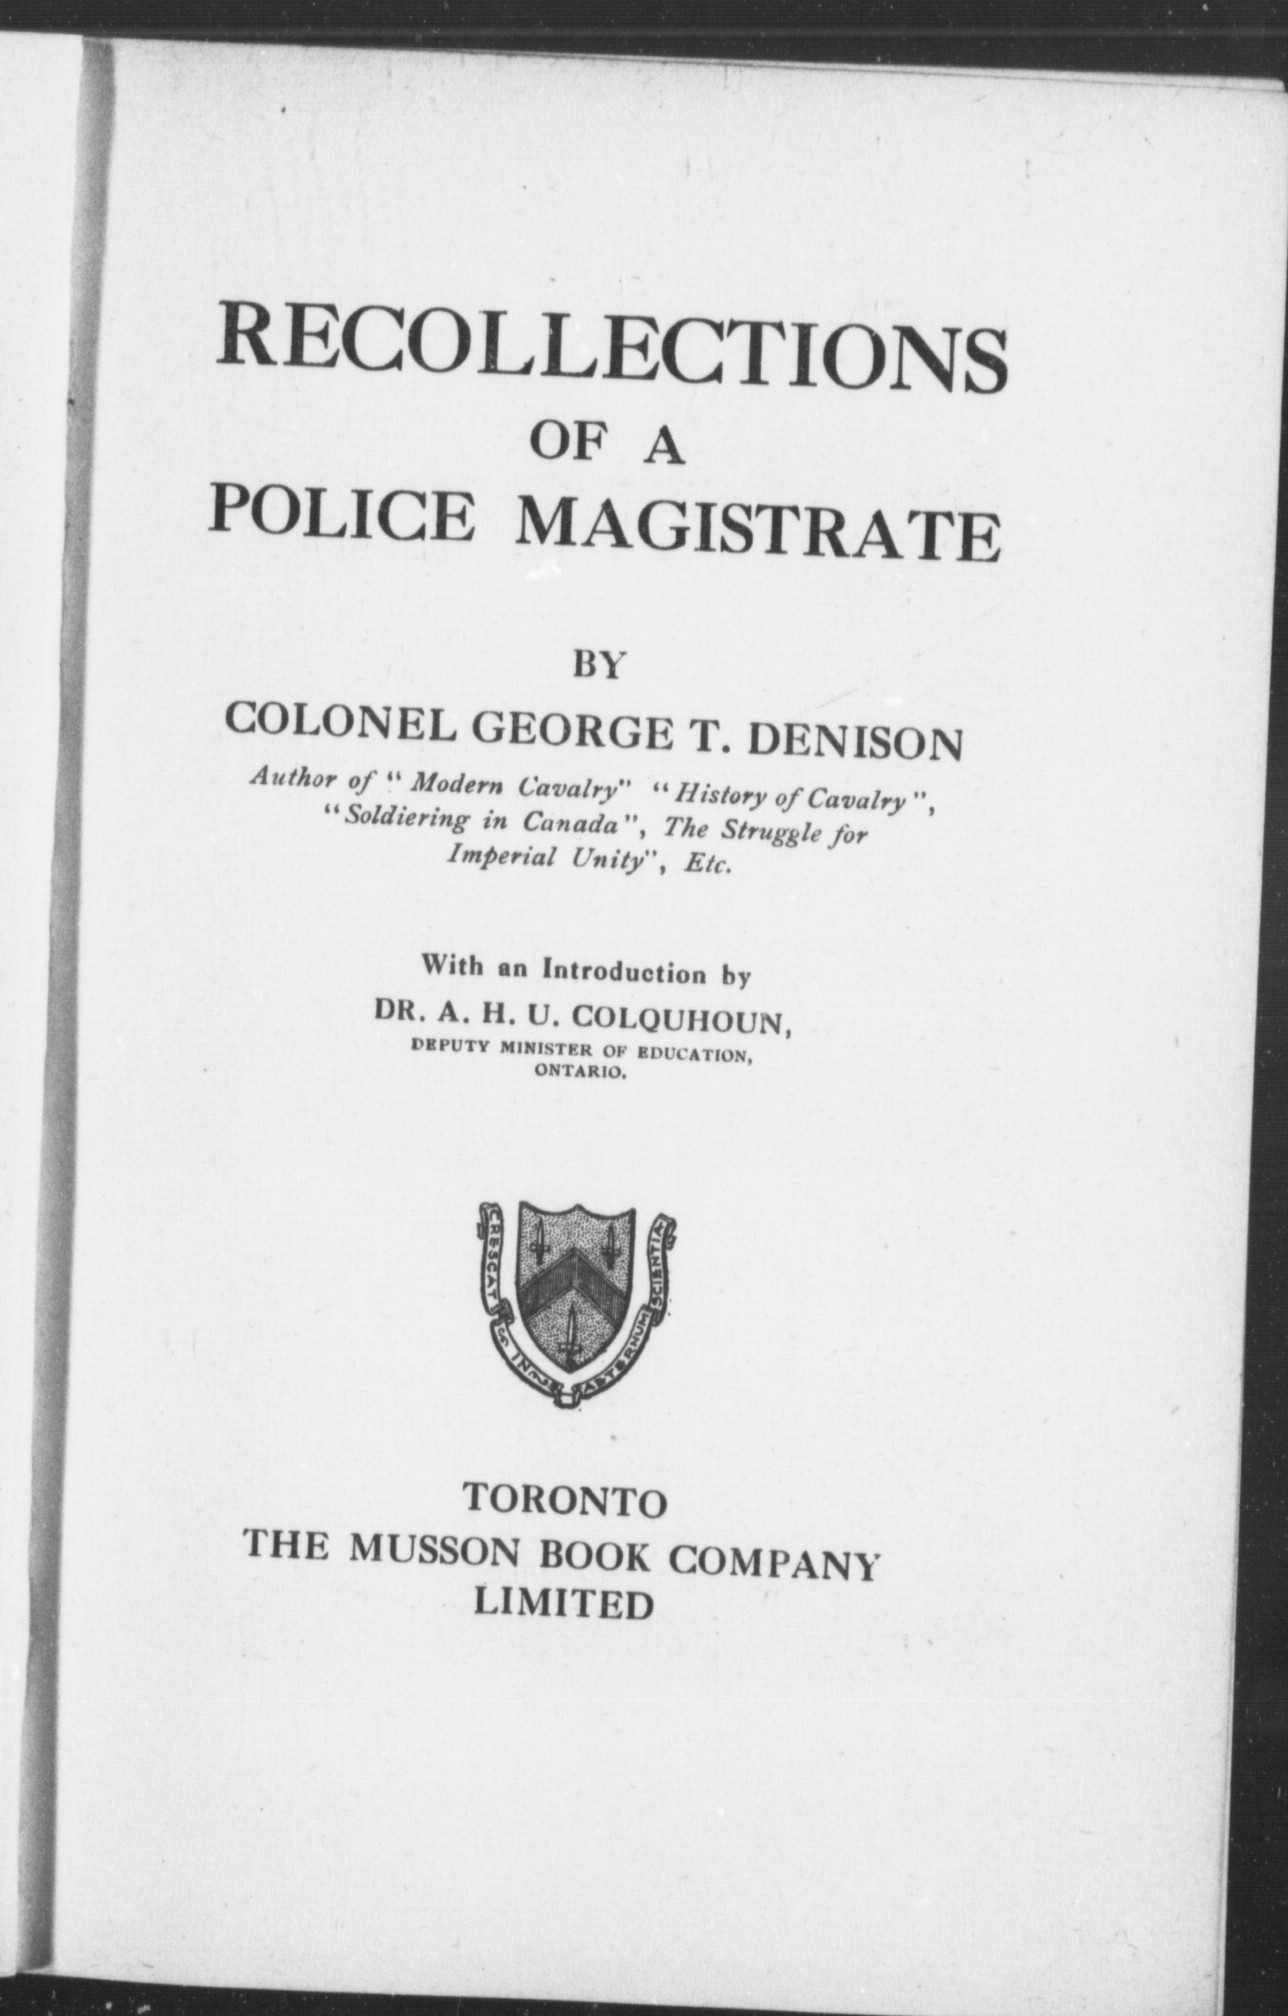 RECOLLECTIONS
OF A
POLICE MAGISTRATE
BY
COLONEL GEORGE T. DENISON
Author of "Modern Cavalry" "History of Cavalry",
"Soldiering in Canada", The Struggle for
Imperial Unity", Etc.
With an Introduction by
DR. A. H. U. COLQUHOUN,
DEPUTY MINISTER OF EDUCATION,
ONTARIO.
CRESCAT
IN
AETERNUM
SCIENTIA
TORONTO
THE MUSSON BOOK COMPANY
LIMITED